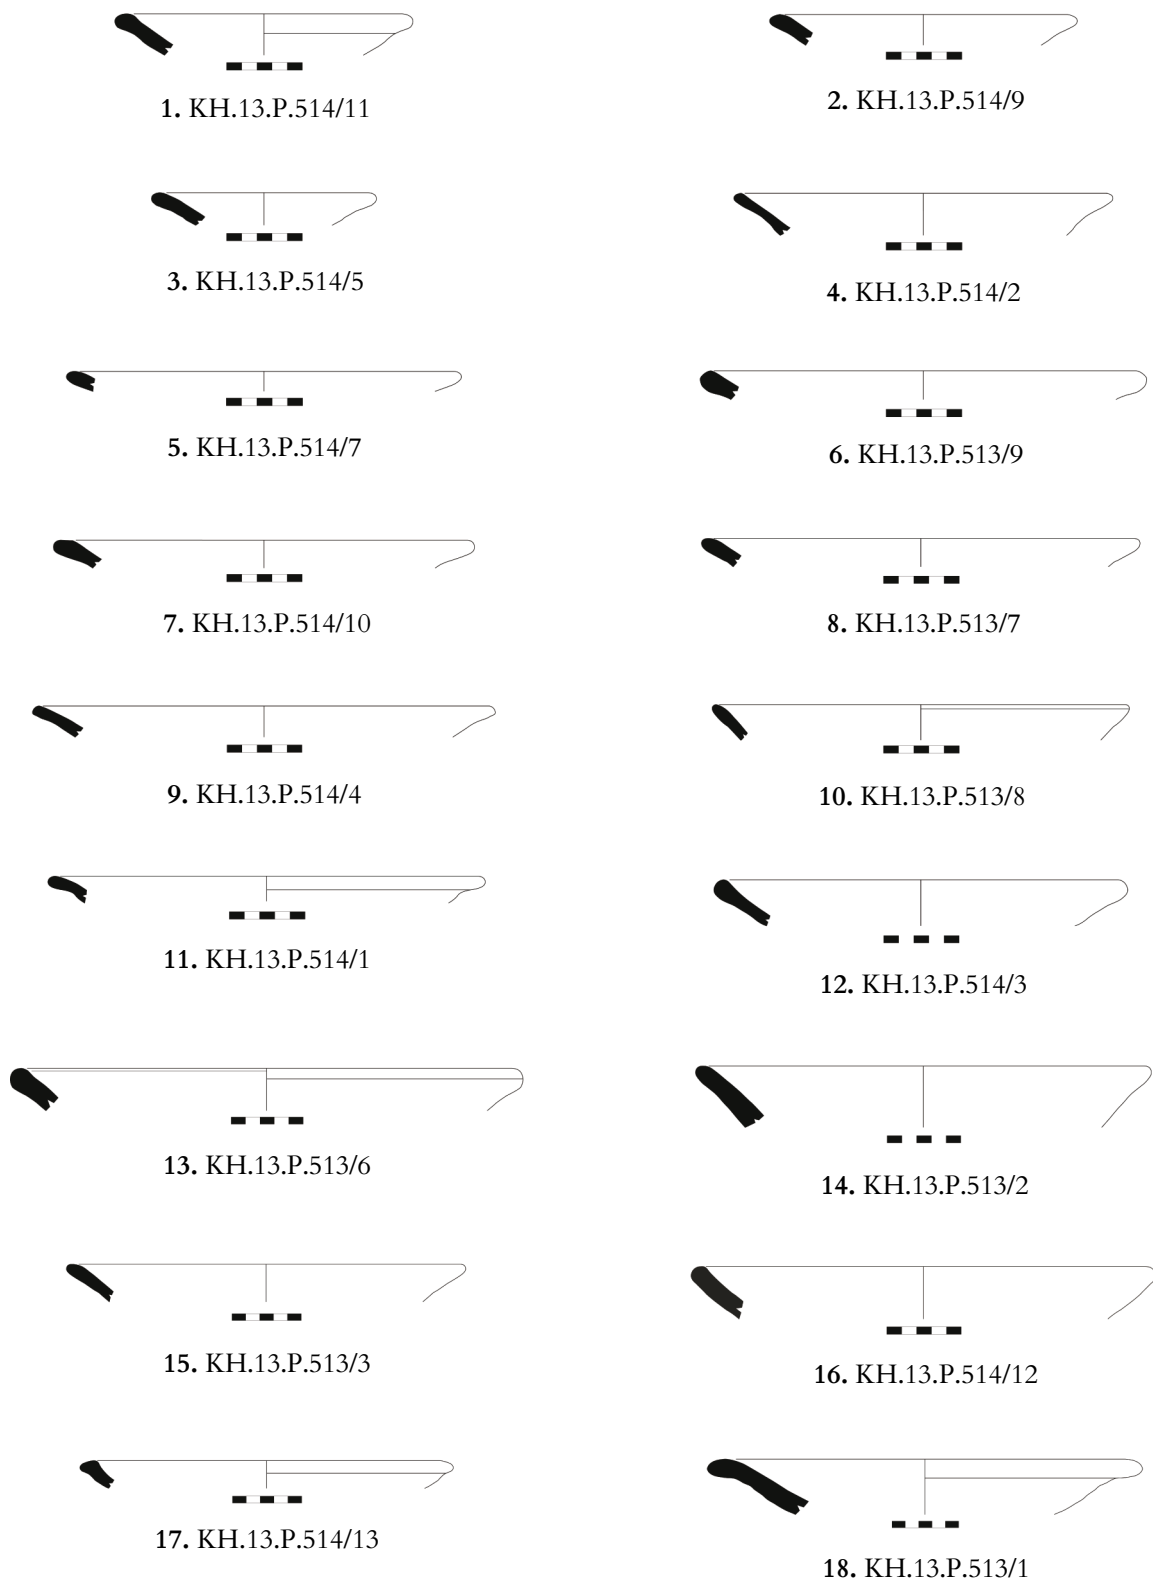 1. KH.13.P.514/11
2. KH.13.P.514/9
3. KH.13.P.514/5
4. KH.13.P.514/2
5. KH.13.P.514/7
6. KH.13.P.513/9
7. KH.13.P.514/10
8. KH.13.P.513/7
9. KH.13.P.514/4
10. KH.13.P.513/8
11. KH.13.P.514/1
12. KH.13.P.514/3
13. KH.13.P.513/6
14. KH.13.P.513/2
15. KH.13.P.513/3
16. KH.13.P.514/12
17. KH.13.P.514/13
18. KH.13.P.513/1